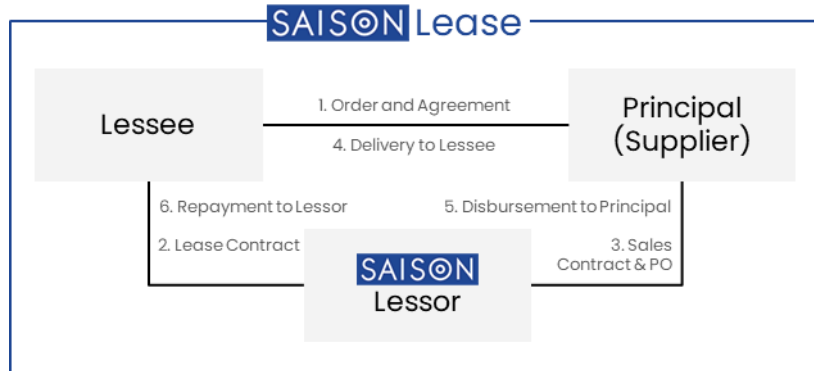 SAISON Lease
Lessee
1. Order and Agreement
4. Delivery to Lessee
Principal
(Supplier)
6. Repayment to Lessor
5. Disbursement to Principal
2. Lease Contract
3. Sales
Contract & PO
SAISON
Lessor